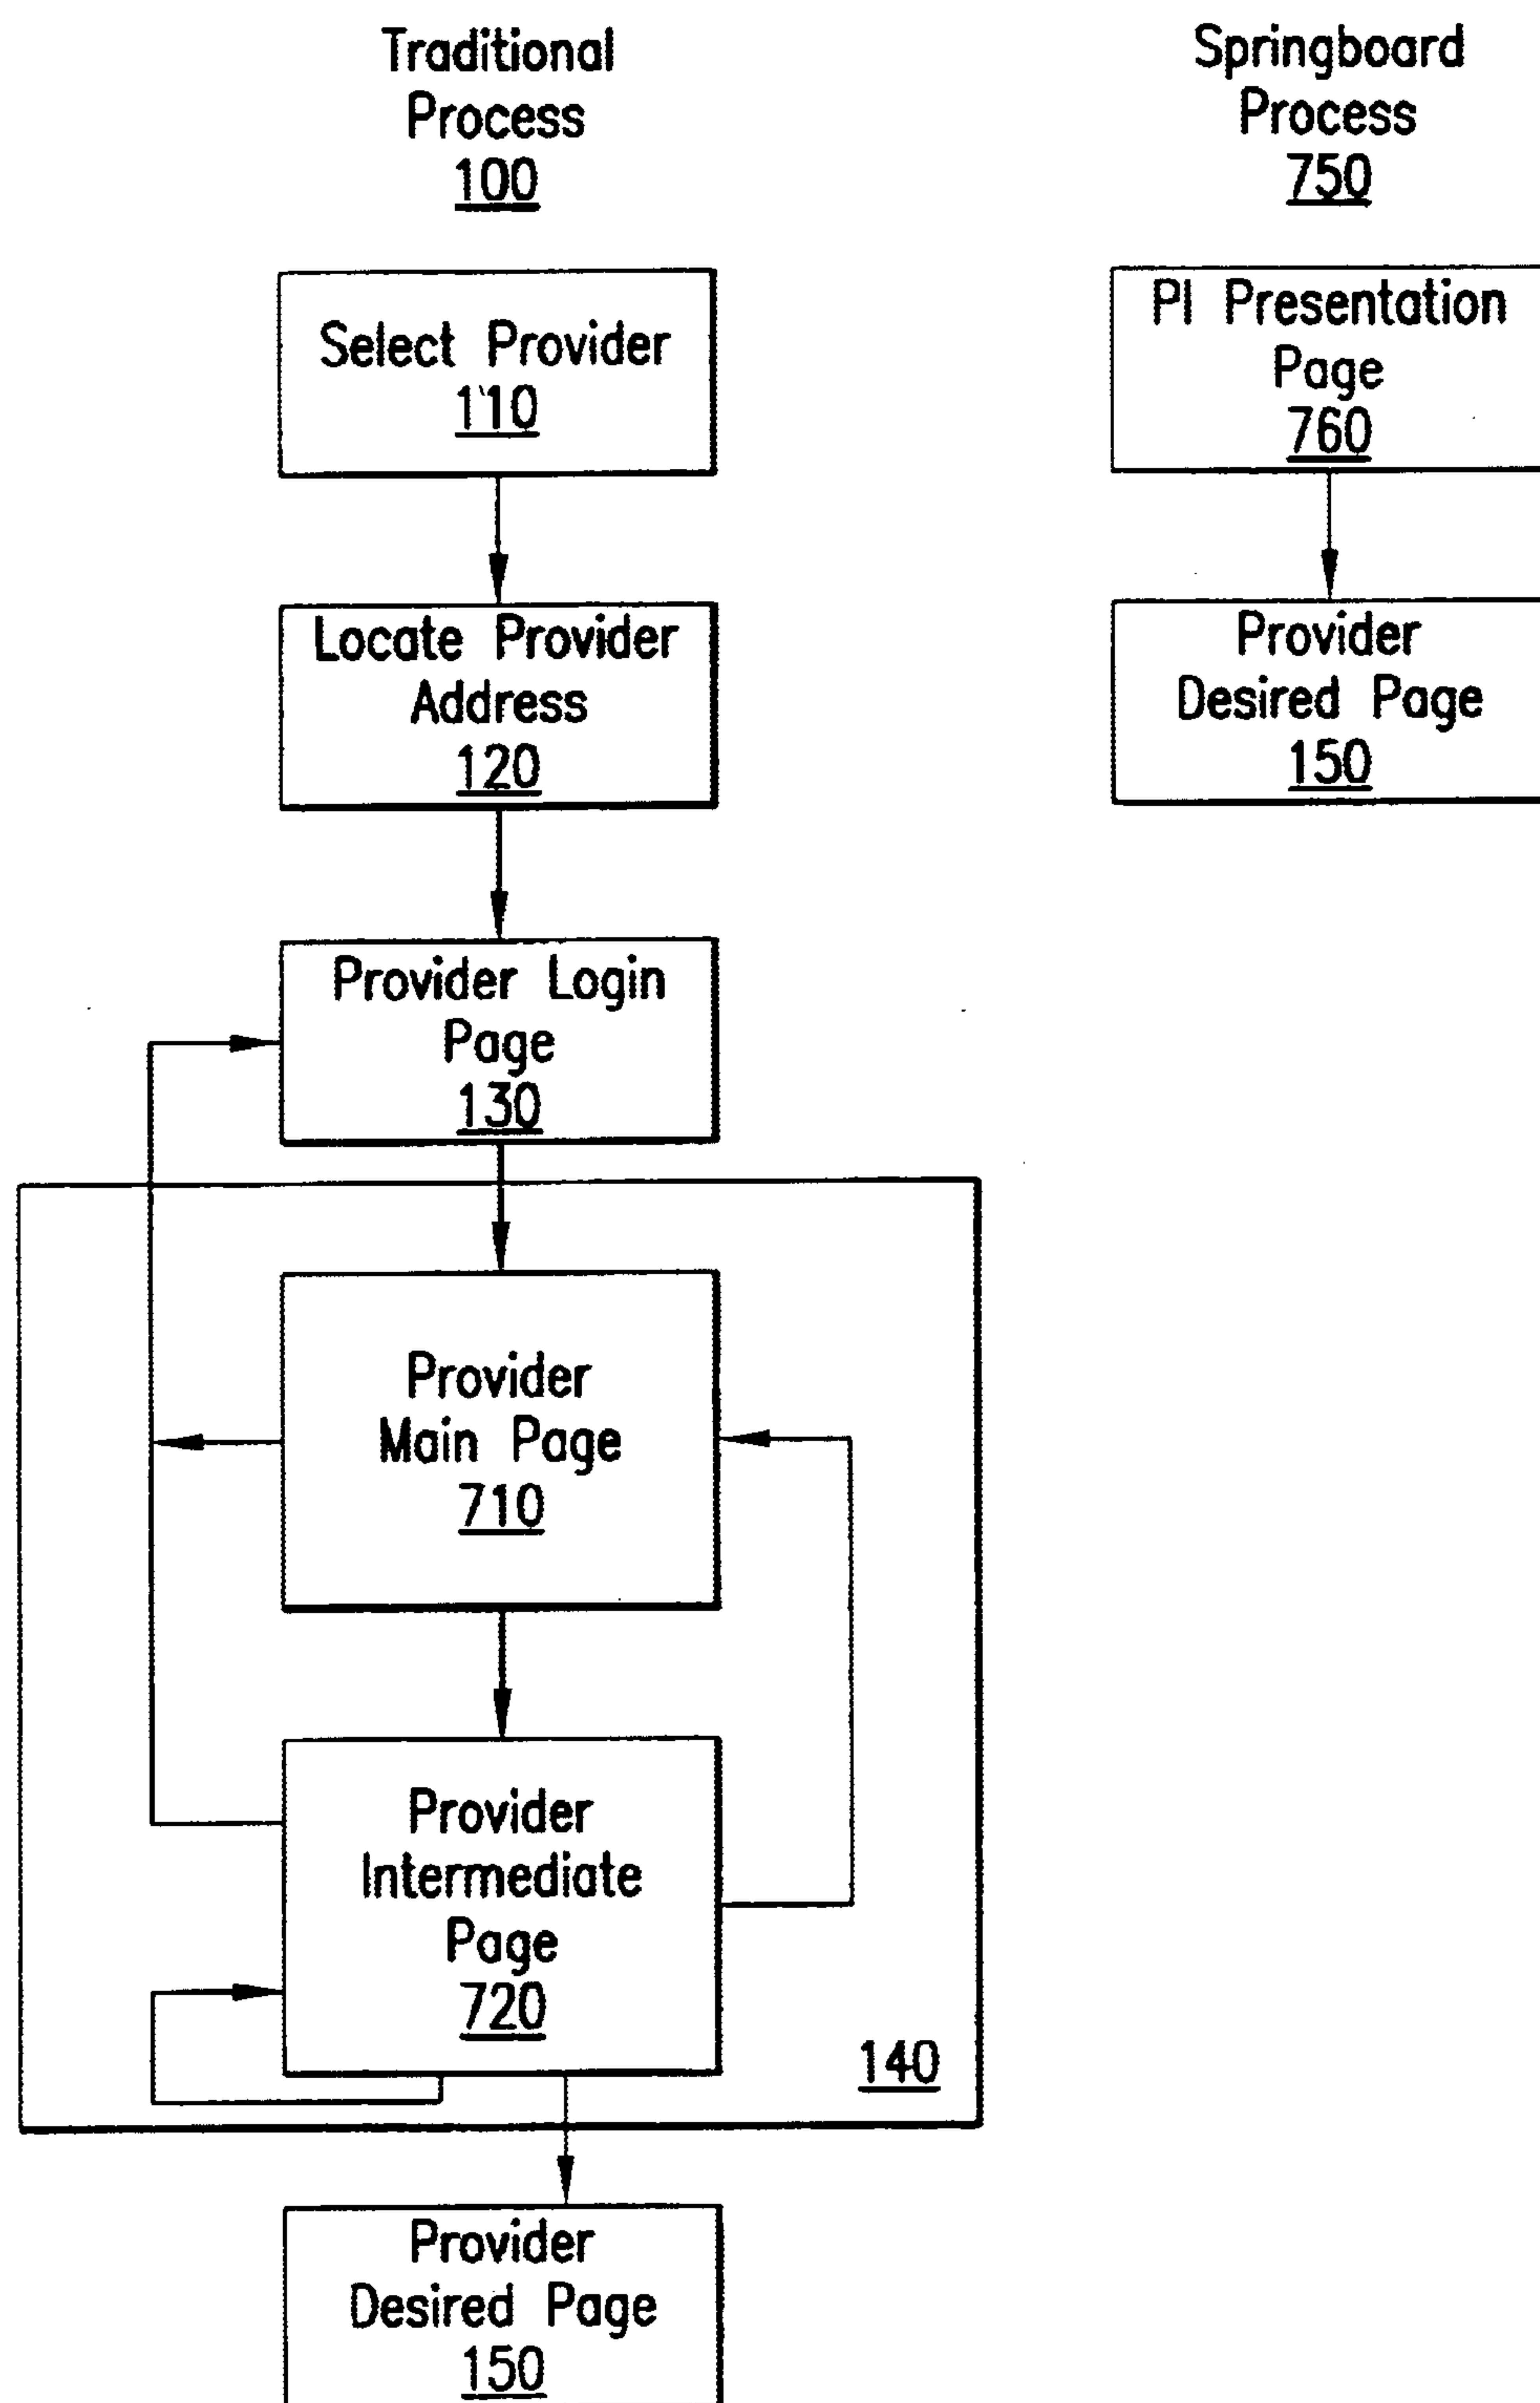 Traditional
Process
100
Select Provider
110
Locate Provider
Address
120
Provider Login
Page
130
Provider
Main Page
710
Provider
Intermediate
Page
720
140
Provider
Desired Page
150
Springboard
Process
750
PI Presentation
Page
760
Provider
Desired Page
150